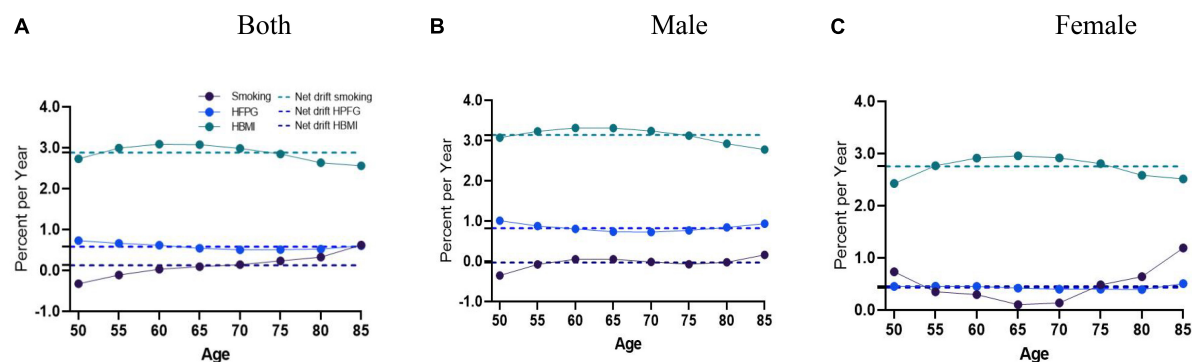 A Both
B Male
C Female
Smoking
HFPG
HBMI
Net drift smoking
Net drift HPFG
Net drift HBMI
Percent per Year
4.0
3.0
2.0
1.0
0.0
-1.0
50 55 60 65 70 75 80 85
Age
Percent per Year
4.0
3.0
2.0
1.0
0.0
-1.0
50 55 60 65 70 75 80 85
Age
Percent per Year
4.0
3.0
2.0
1.0
0.0
50 55 60 65 70 75 80 85
Age